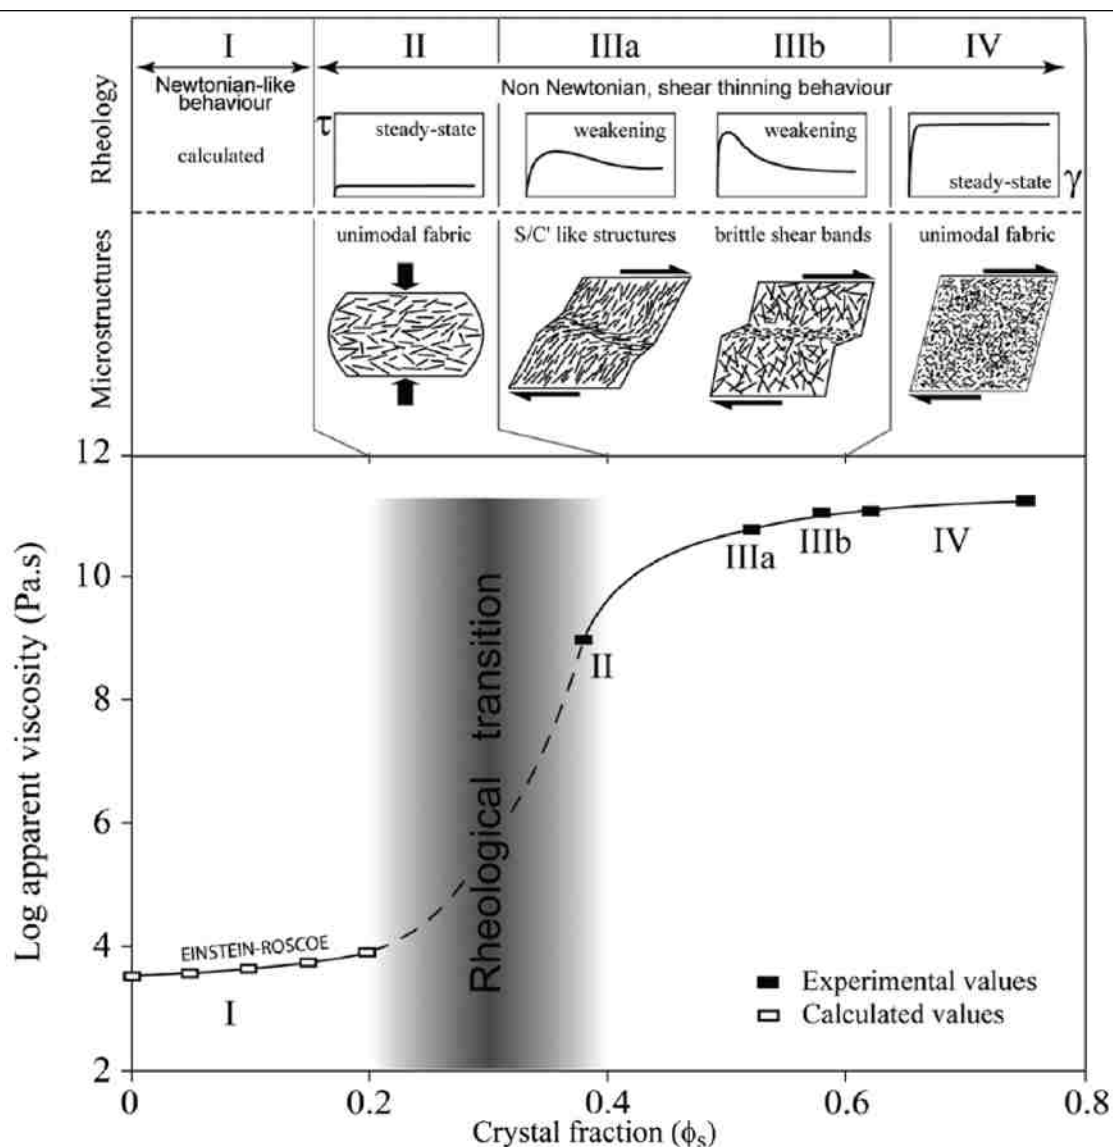 I II IIIa IIIb IV
Newtonian-like
behaviour
Non Newtonian, shear thinning behaviour
Rheology
calculated
τ
steady-state
weakening
weakening
steady-state
γ
Microstructures
unimodal fabric
S/C' like structures
brittle shear bands
unimodal fabric
Log apparent viscosity (Pa.s)
12
10
8
6
4
2
Rheological transition
EINSTEIN-ROSCOE
I
II
IIIa
IIIb
IV
Experimental values
Calculated values
0 0.2 0.4 0.6 0.8
Crystal fraction (ϕs)